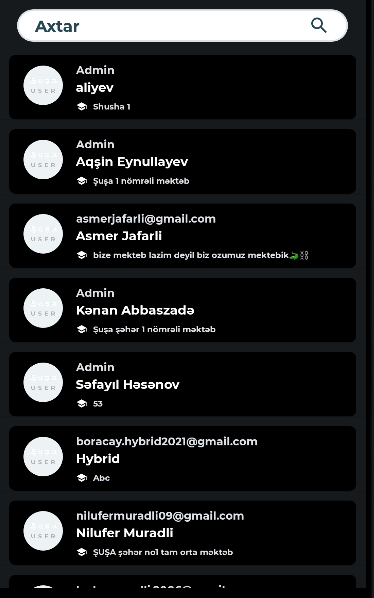 Axtar
USER
Admin
aliyev
Shusha 1
USER
Admin
Aqşin Eynullayev
Şuşa 1 nömrəli məktəb
USER
asmerjafarli@gmail.com
Asmer Jafarli
bize mekteb lazim deyil biz ozumuz mektebik🐲⛓
USER
Admin
Kənan Abbaszadə
Şuşa şəhər 1 nömrəli məktəb
USER
Admin
Səfayıl Həsənov
53
USER
boracay.hybrid2021@gmail.com
Hybrid
Abc
USER
nilufermuradli09@gmail.com
Nilufer Muradli
ŞUŞA şəhər no1 tam orta məktəb